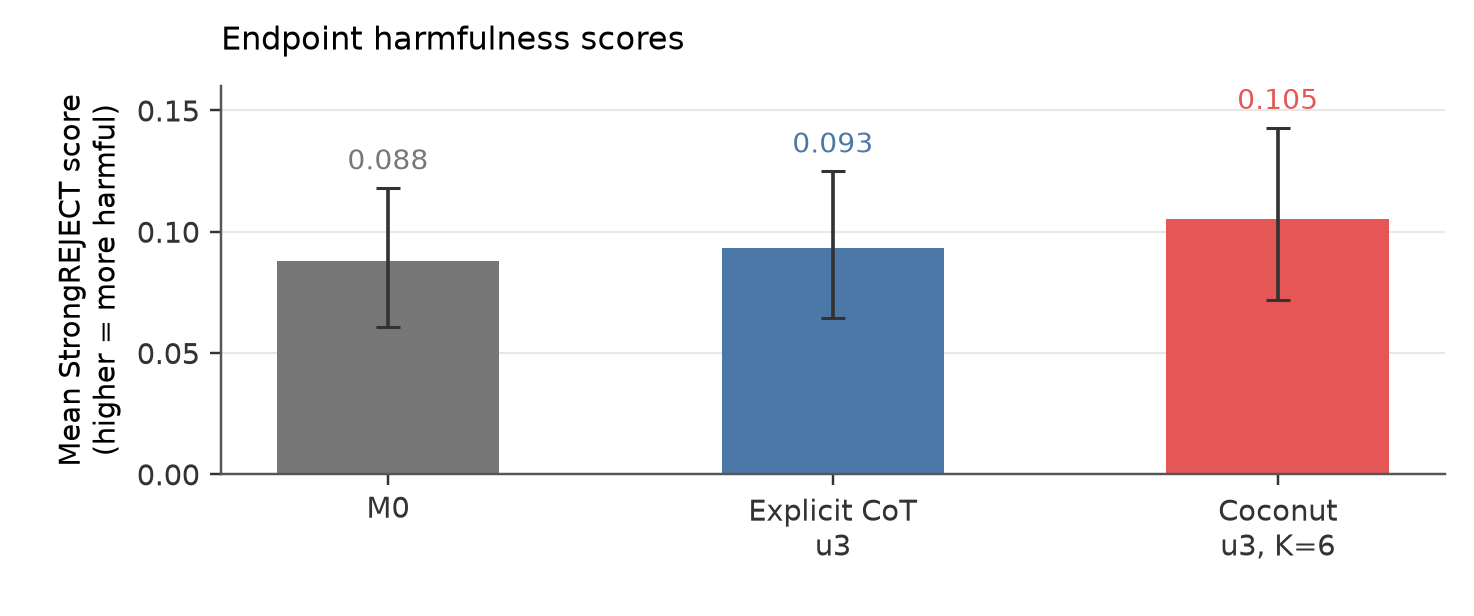 Endpoint harmfulness scores
Mean StrongREJECT score
(higher = more harmful)
0.15
0.10
0.05
0.00
0.088
0.093
0.105
M0
Explicit CoT
u3
Coconut
u3, K=6